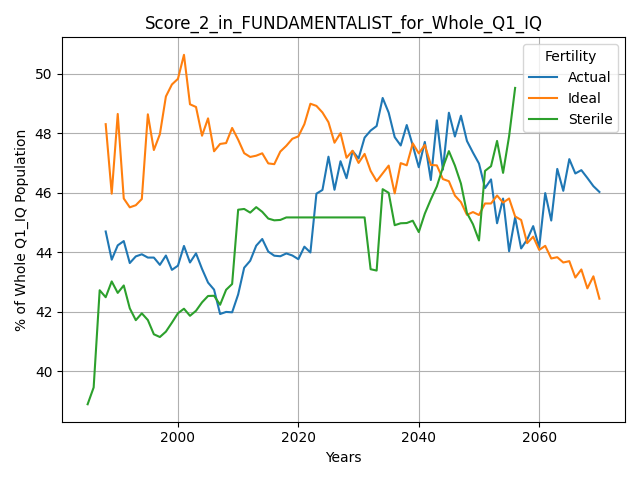 Score_2_in_FUNDAMENTALIST_for_Whole_Q1_IQ
Fertility
Actual
Ideal
Sterile
% of Whole Q1_IQ Population
50
48
46
44
42
40
2000
2020
2040
2060
Years